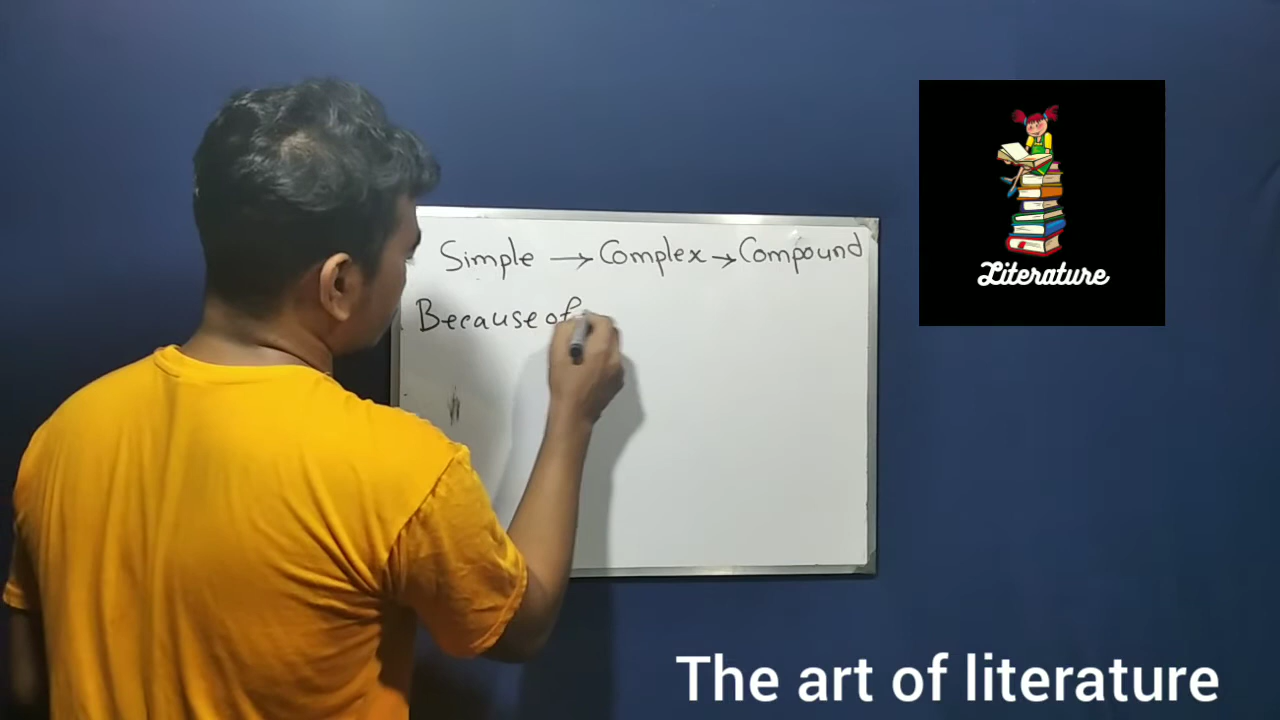 Simple → Complex → Compound
Because of
Literature
The art of literature